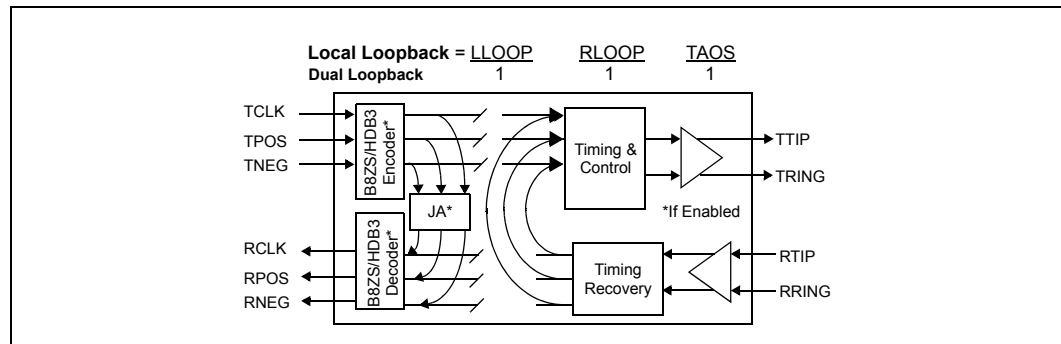 Local Loopback = LLOOP RLOOP TAOS
Dual Loopback 1 1 1
TCLK
TPOS
TNEG
B8ZS/HDB3
Encoder*
Timing &
Control
TTIP
TRING
JA*
*If Enabled
RCLK
RPOS
RNEG
B8ZS/HDB3
Decoder*
Timing
Recovery
RTIP
RRING